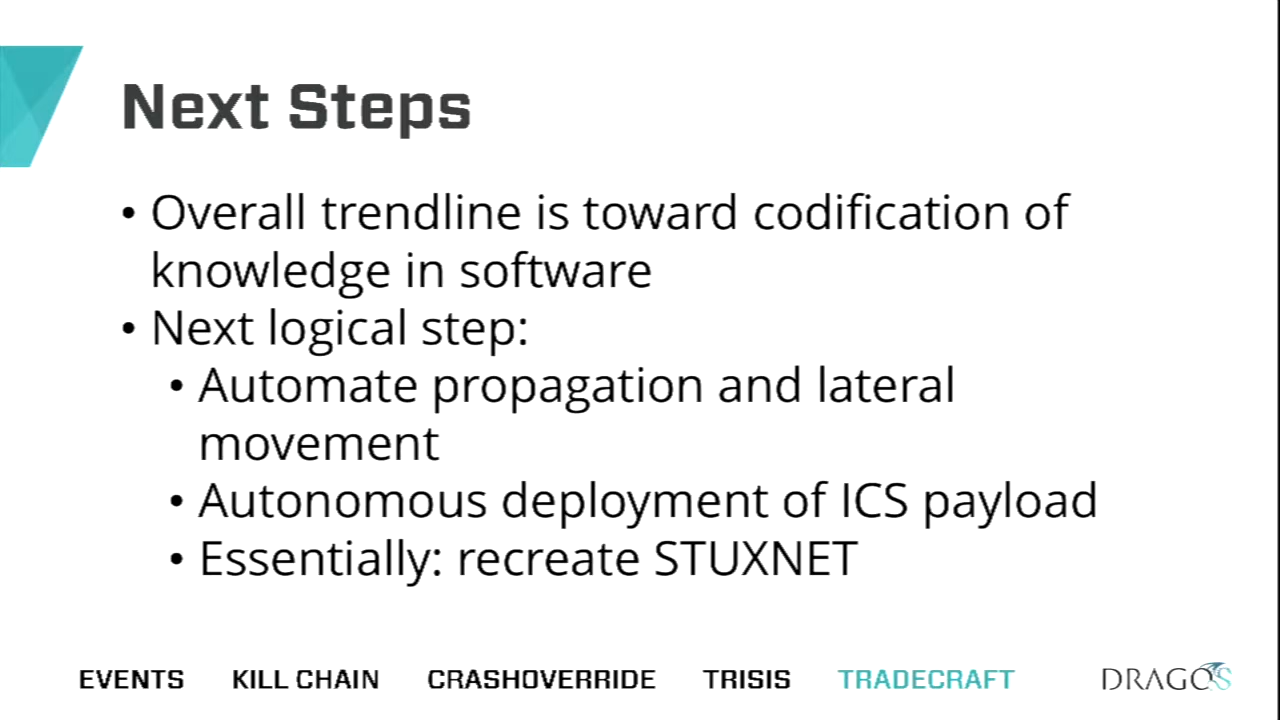 Next Steps
• Overall trendline is toward codification of
knowledge in software
• Next logical step:
• Automate propagation and lateral
movement
• Autonomous deployment of ICS payload
• Essentially: recreate STUXNET
EVENTS KILL CHAIN CRASHOVERRIDE TRISIS TRADECRAFT DRAGOS